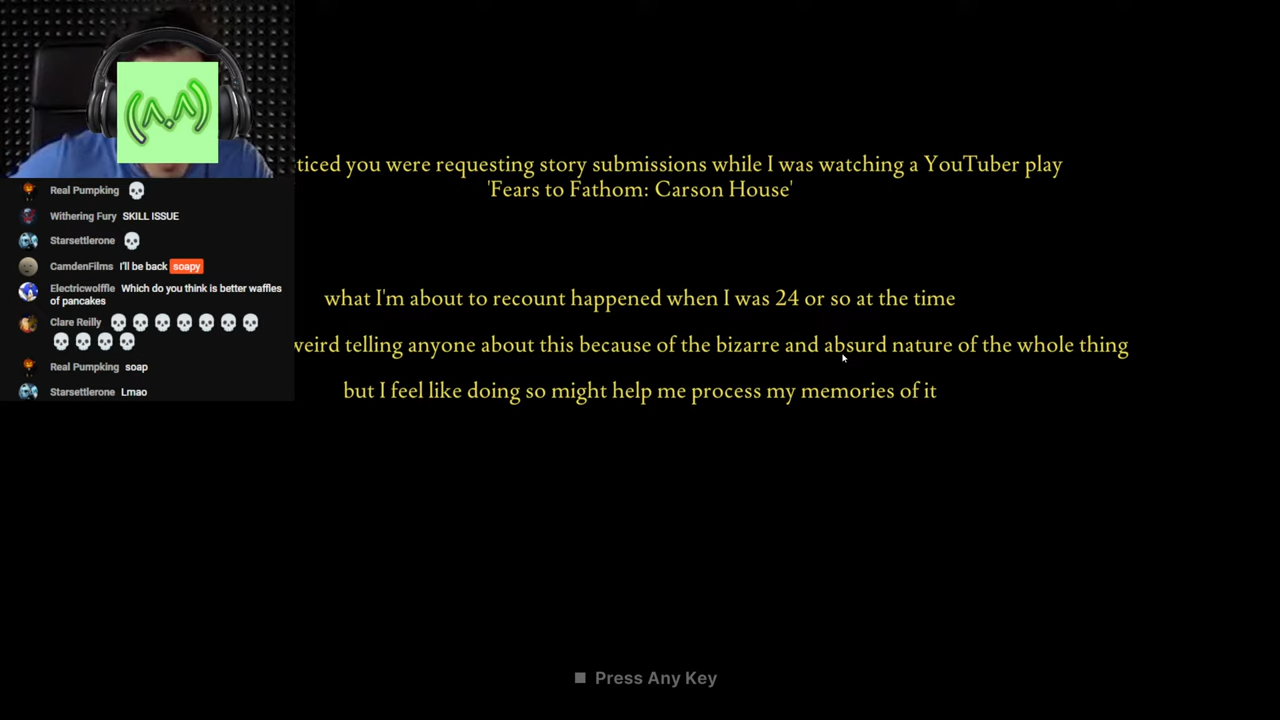 you were requesting story submissions while I was watching a YouTuber play
'Fears to Fathom: Carson House'
what I'm about to recount happened when I was 24 or so at the time
weird telling anyone about this because of the bizarre and absurd nature of the whole thing
but I feel like doing so might help me process my memories of it
Real Pumpking 💀
Withering Fury SKILL ISSUE
Starsettlerone 💀
CamdenFilms I'll be back soapy
Electricwolffle Which do you think is better waffles
of pancakes
Clare Reilly 💀💀💀💀💀💀💀
💀💀💀💀
Real Pumpking soap
Starsettlerone Lmao
Press Any Key